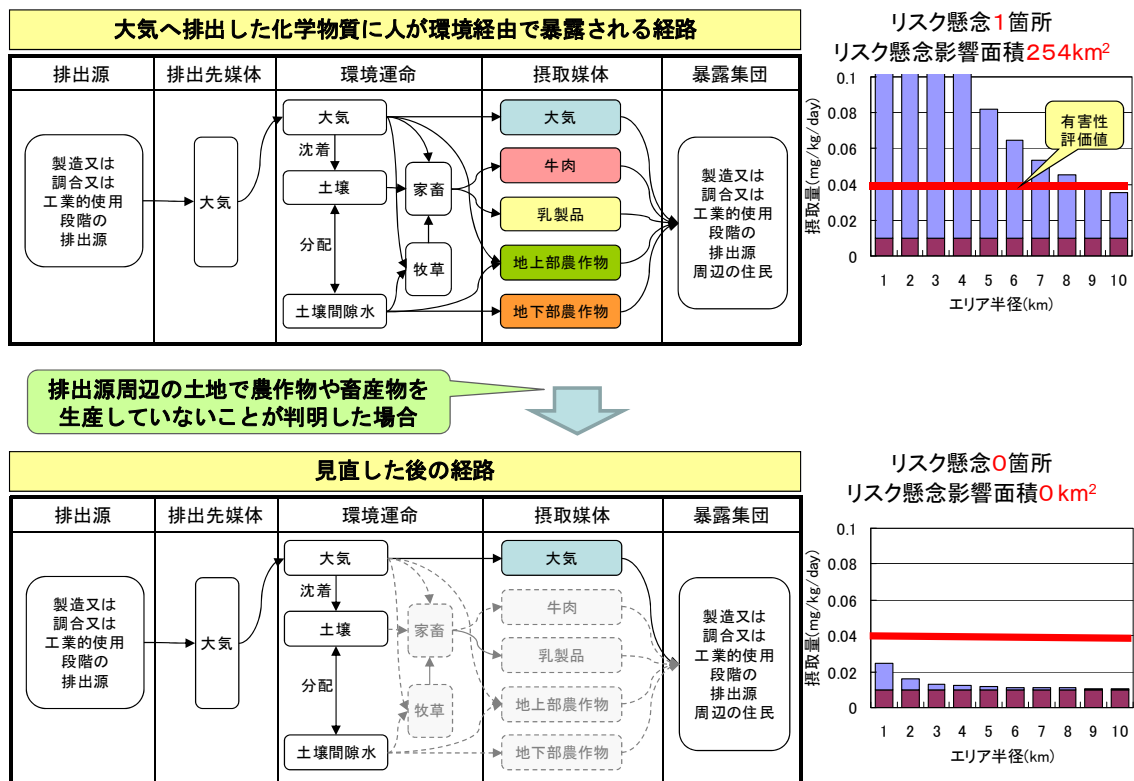 大気へ排出した化学物質に人が環境経由で暴露される経路
排出源
排出先媒体
環境運命
摂取媒体
暴露集団
製造又は
調合又は
工業的使用
段階の
排出源
大気
大気
沈着
土壌
分配
土壌間隙水
家畜
牧草
大気
牛肉
乳製品
地上部農作物
地下部農作物
製造又は
調合又は
工業的使用
段階の
排出源
周辺の住民
リスク懸念1箇所
リスク懸念影響面積254km²
摂取量(mg/kg/day)
0.1
0.08
0.06
0.04
0.02
0
有害性
評価値
1 2 3 4 5 6 7 8 9 10
エリア半径(km)
排出源周辺の土地で農作物や畜産物を
生産していないことが判明した場合
見直した後の経路
排出源
排出先媒体
環境運命
摂取媒体
暴露集団
製造又は
調合又は
工業的使用
段階の
排出源
大気
大気
沈着
土壌
分配
土壌間隙水
家畜
牧草
大気
牛肉
乳製品
地上部農作物
地下部農作物
製造又は
調合又は
工業的使用
段階の
排出源
周辺の住民
リスク懸念0箇所
リスク懸念影響面積0km²
摂取量(mg/kg/day)
0.1
0.08
0.06
0.04
0.02
0
1 2 3 4 5 6 7 8 9 10
エリア半径(km)